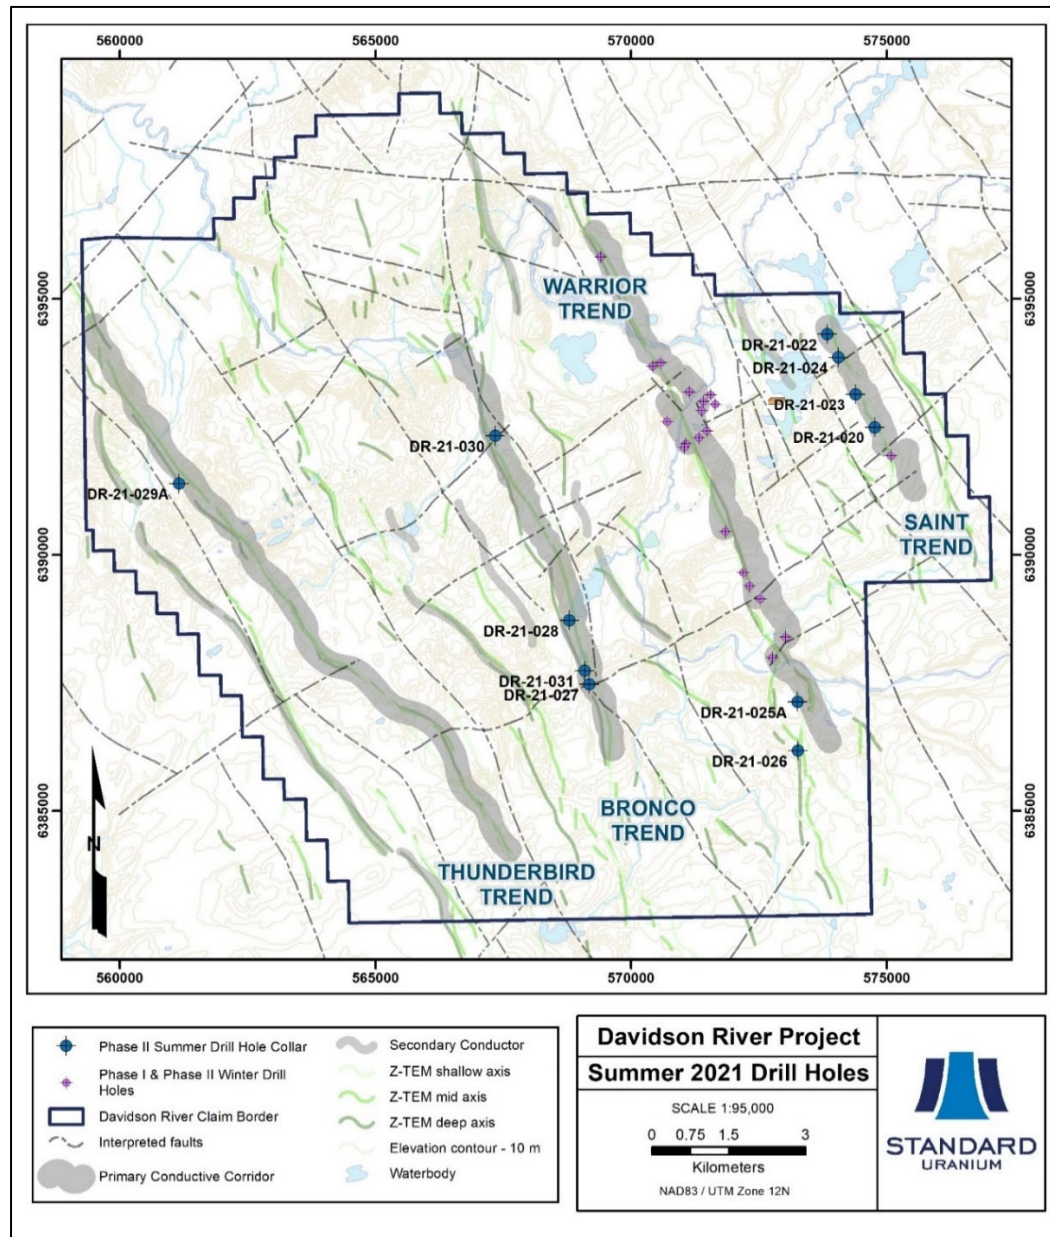 560000 565000 570000 575000
6395000 6395000
6390000 6390000
6385000 6385000
WARRIOR
TREND
DR-21-022
DR-21-024
DR-21-023
DR-21-020
DR-21-030
DR-21-029A
SAINT
TREND
DR-21-028
DR-21-031
DR-21-027
DR-21-025A
DR-21-026
BRONCO
TREND
THUNDERBIRD
TREND
N
560000 565000 570000 575000
Phase II Summer Drill Hole Collar
Phase I & Phase II Winter Drill
Holes
Davidson River Claim Border
Interpreted faults
Primary Conductive Corridor
Secondary Conductor
Z-TEM shallow axis
Z-TEM mid axis
Z-TEM deep axis
Elevation contour - 10 m
Waterbody
Davidson River Project
Summer 2021 Drill Holes
SCALE 1:95,000
0 0.75 1.5 3
Kilometers
NAD83 / UTM Zone 12N
STANDARD
URANIUM